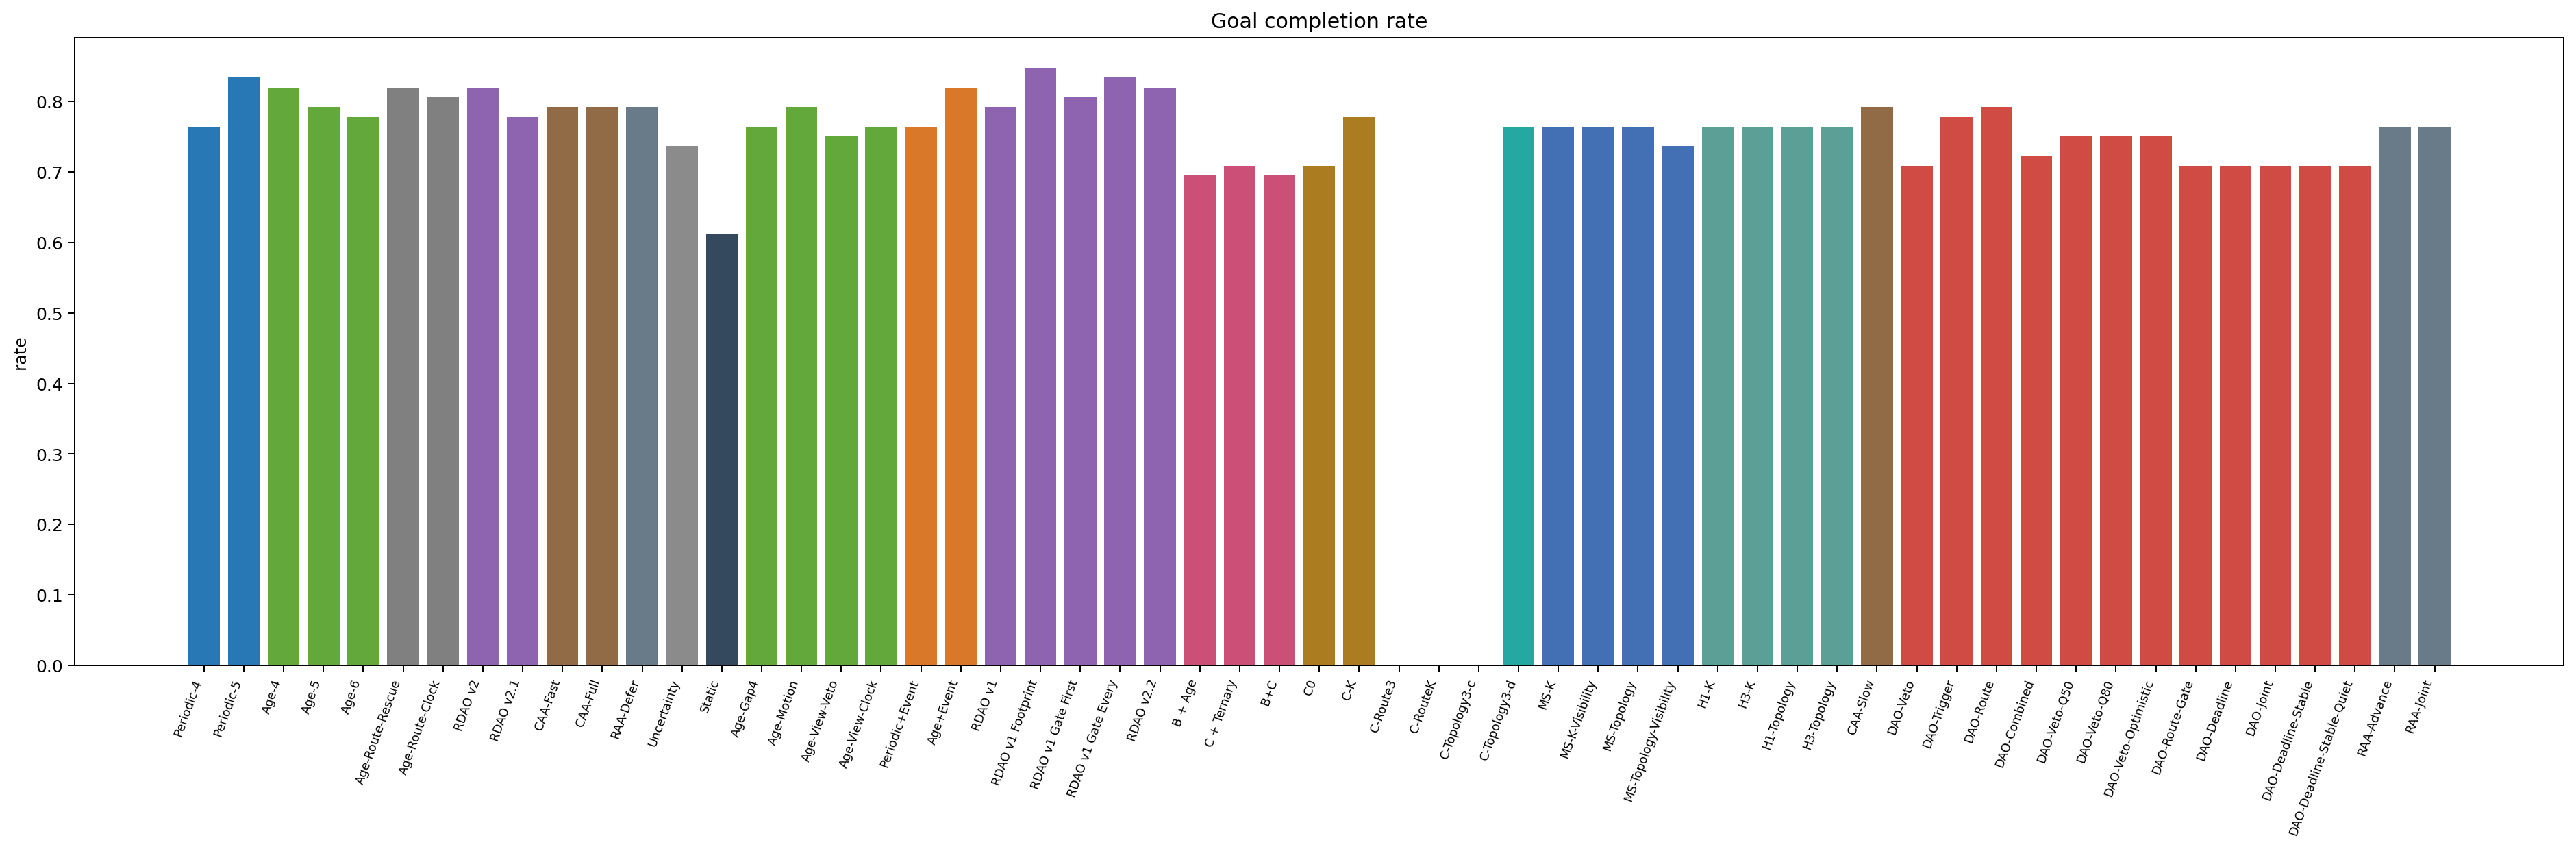 Goal completion rate
rate
0.8
0.7
0.6
0.5
0.4
0.3
0.2
0.1
0.0
Periodic-4
Periodic-5
Age-4
Age-5
Age-6
Age-Route-Rescue
Age-Route-Clock
RDAO v2
RDAO v2.1
CAA-Fast
CAA-Full
RAA-Defer
Uncertainty
Static
Age-Gap4
Age-Motion
Age-View-Veto
Age-View-Clock
Periodic+Event
Age+Event
RDAO v1
RDAO v1 Footprint
RDAO v1 Gate First
RDAO v1 Gate Every
RDAO v2.2
B + Age
C + Ternary
B+C
C0
C-K
C-Route3
C-RouteK
C-Topology3-c
C-Topology3-d
MS-K
MS-K-Visibility
MS-Topology
MS-Topology-Visibility
H1-K
H3-K
H1-Topology
H3-Topology
CAA-Slow
DAO-Veto
DAO-Trigger
DAO-Route
DAO-Combined
DAO-Veto-Q50
DAO-Veto-Q80
DAO-Veto-Optimistic
DAO-Route-Gate
DAO-Deadline
DAO-Joint
DAO-Deadline-Stable
DAO-Deadline-Stable-Quiet
RAA-Advance
RAA-Joint